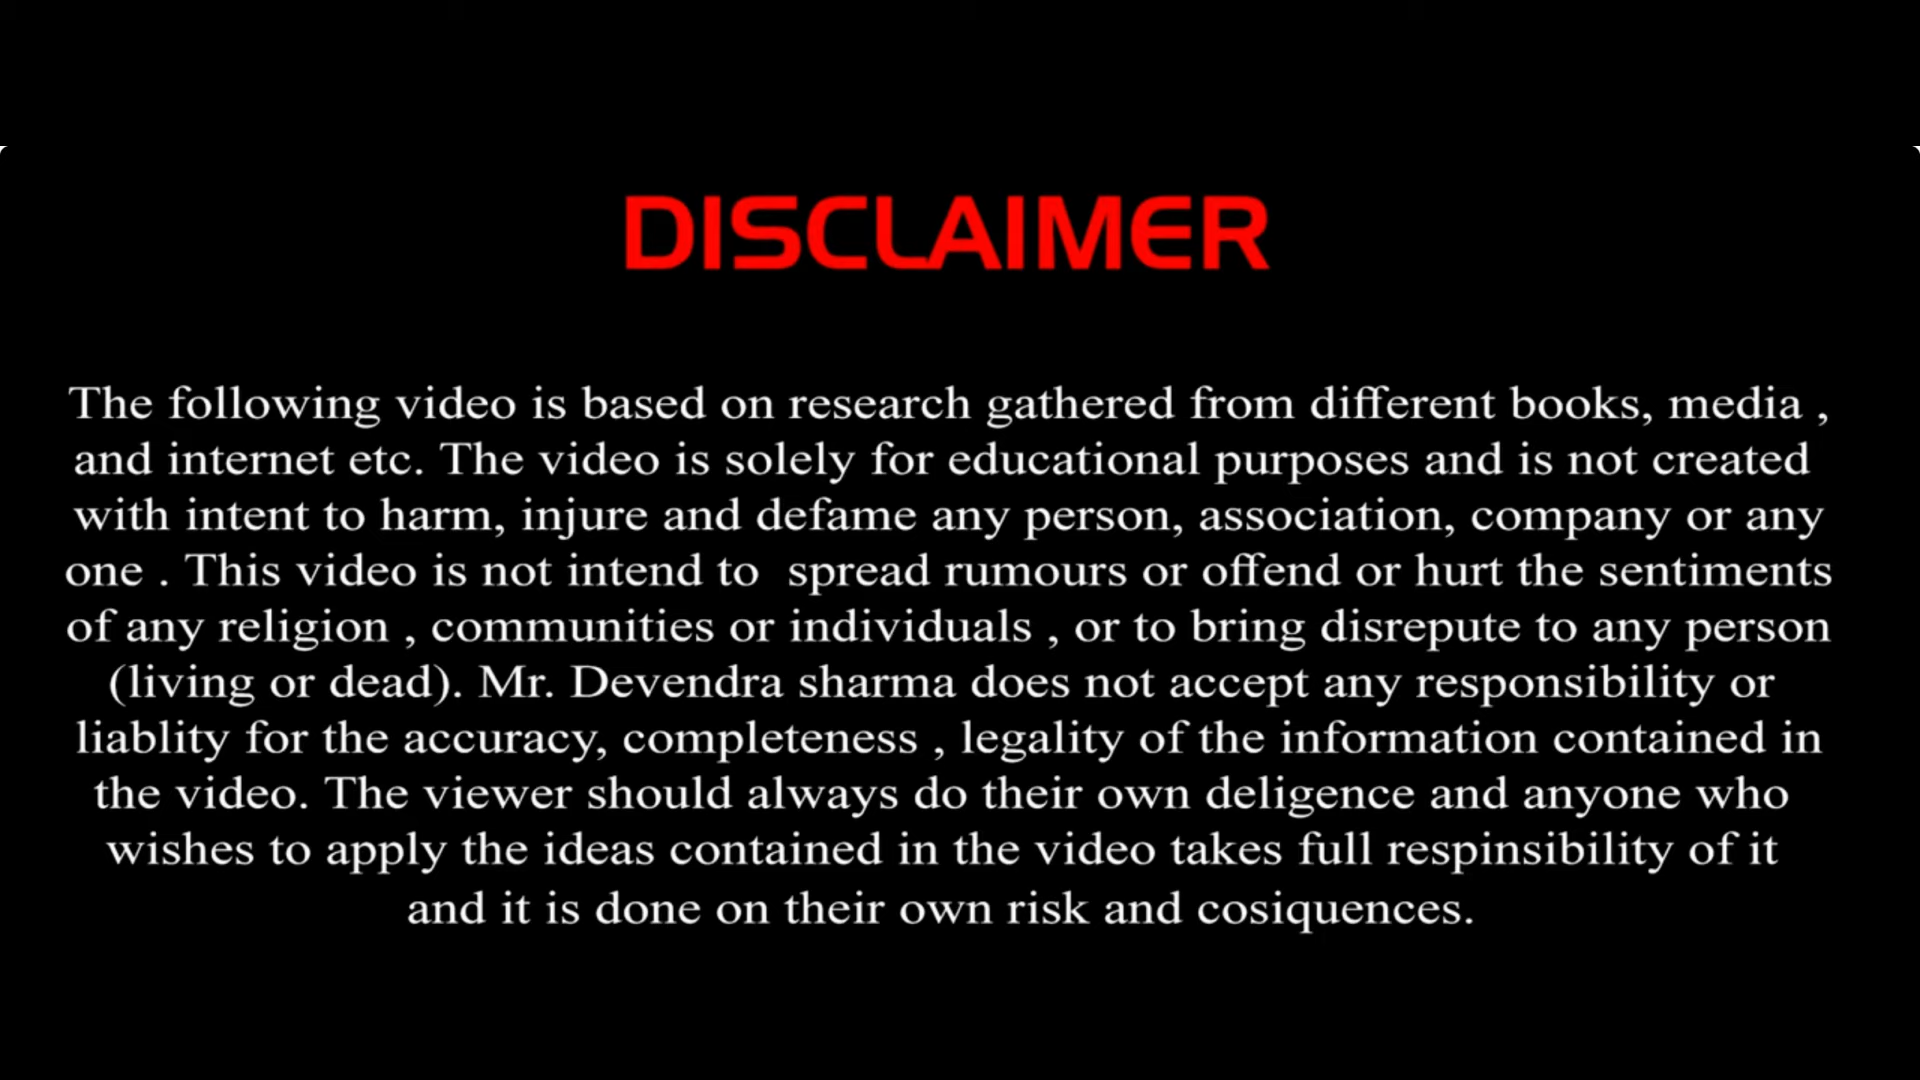 DISCLAIMER
The following video is based on research gathered from different books, media ,
and internet etc. The video is solely for educational purposes and is not created
with intent to harm, injure and defame any person, association, company or any
one . This video is not intend to  spread rumours or offend or hurt the sentiments
of any religion , communities or individuals , or to bring disrepute to any person
(living or dead). Mr. Devendra sharma does not accept any responsibility or
liablity for the accuracy, completeness , legality of the information contained in
the video. The viewer should always do their own deligence and anyone who
wishes to apply the ideas contained in the video takes full respinsibility of it
and it is done on their own risk and cosiquences.